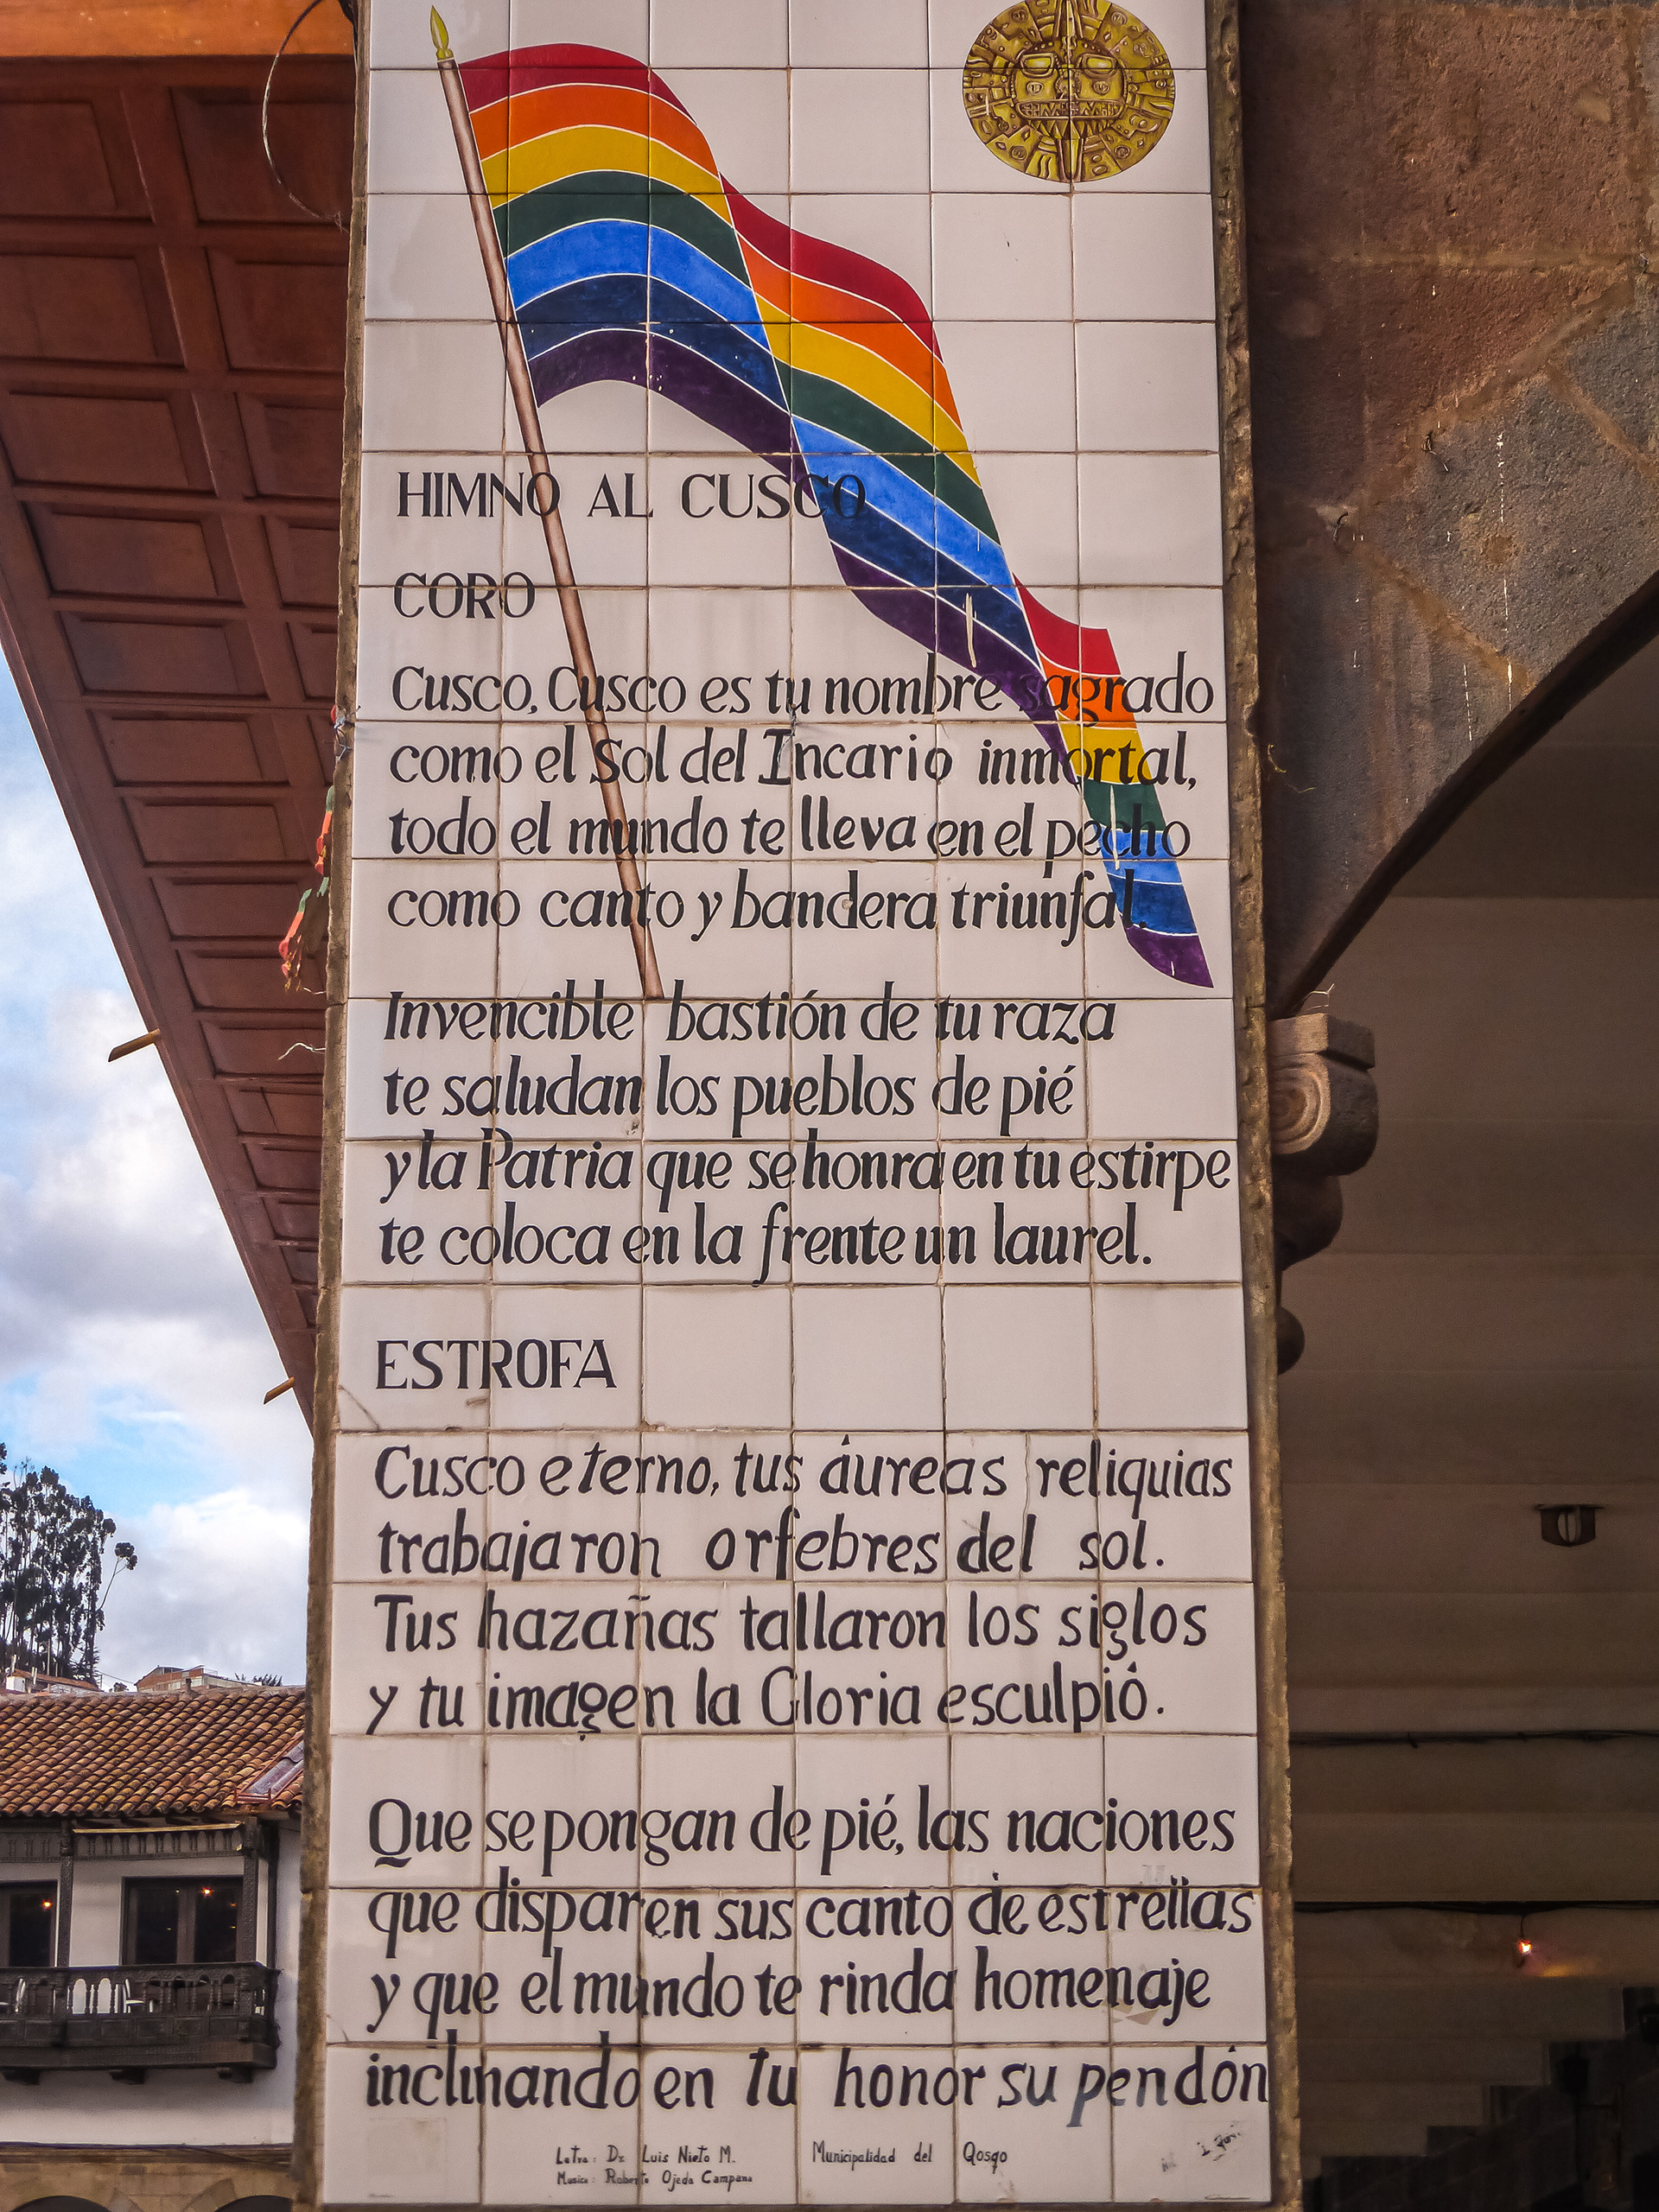 HIMNO AL CUSCO
CORO
Cusco, Cusco es tu nombre sagrado
como el Sol del Incario inmortal,
todo el mundo te lleva en el pecho
como canto y bandera triunfal.
Invencible bastión de tu raza
te saludan los pueblos de pié
y la Patria que se honra en tu estirpe
te coloca en la frente un laurel.
ESTROFA
Cusco eterno, tus áureas reliquias
trabajaron orfebres del sol.
Tus hazañas tallaron los siglos
y tu imagen la Gloria esculpió.
Que se pongan de pié, las naciones
que disparen sus canto de estrellas
y que el mundo te rinda homenaje
inclinando en tu honor su pendón
Letra: Dr. Luis Nieto M. Municipalidad del Qosqo
Musica: Roberto Ojeda Campana